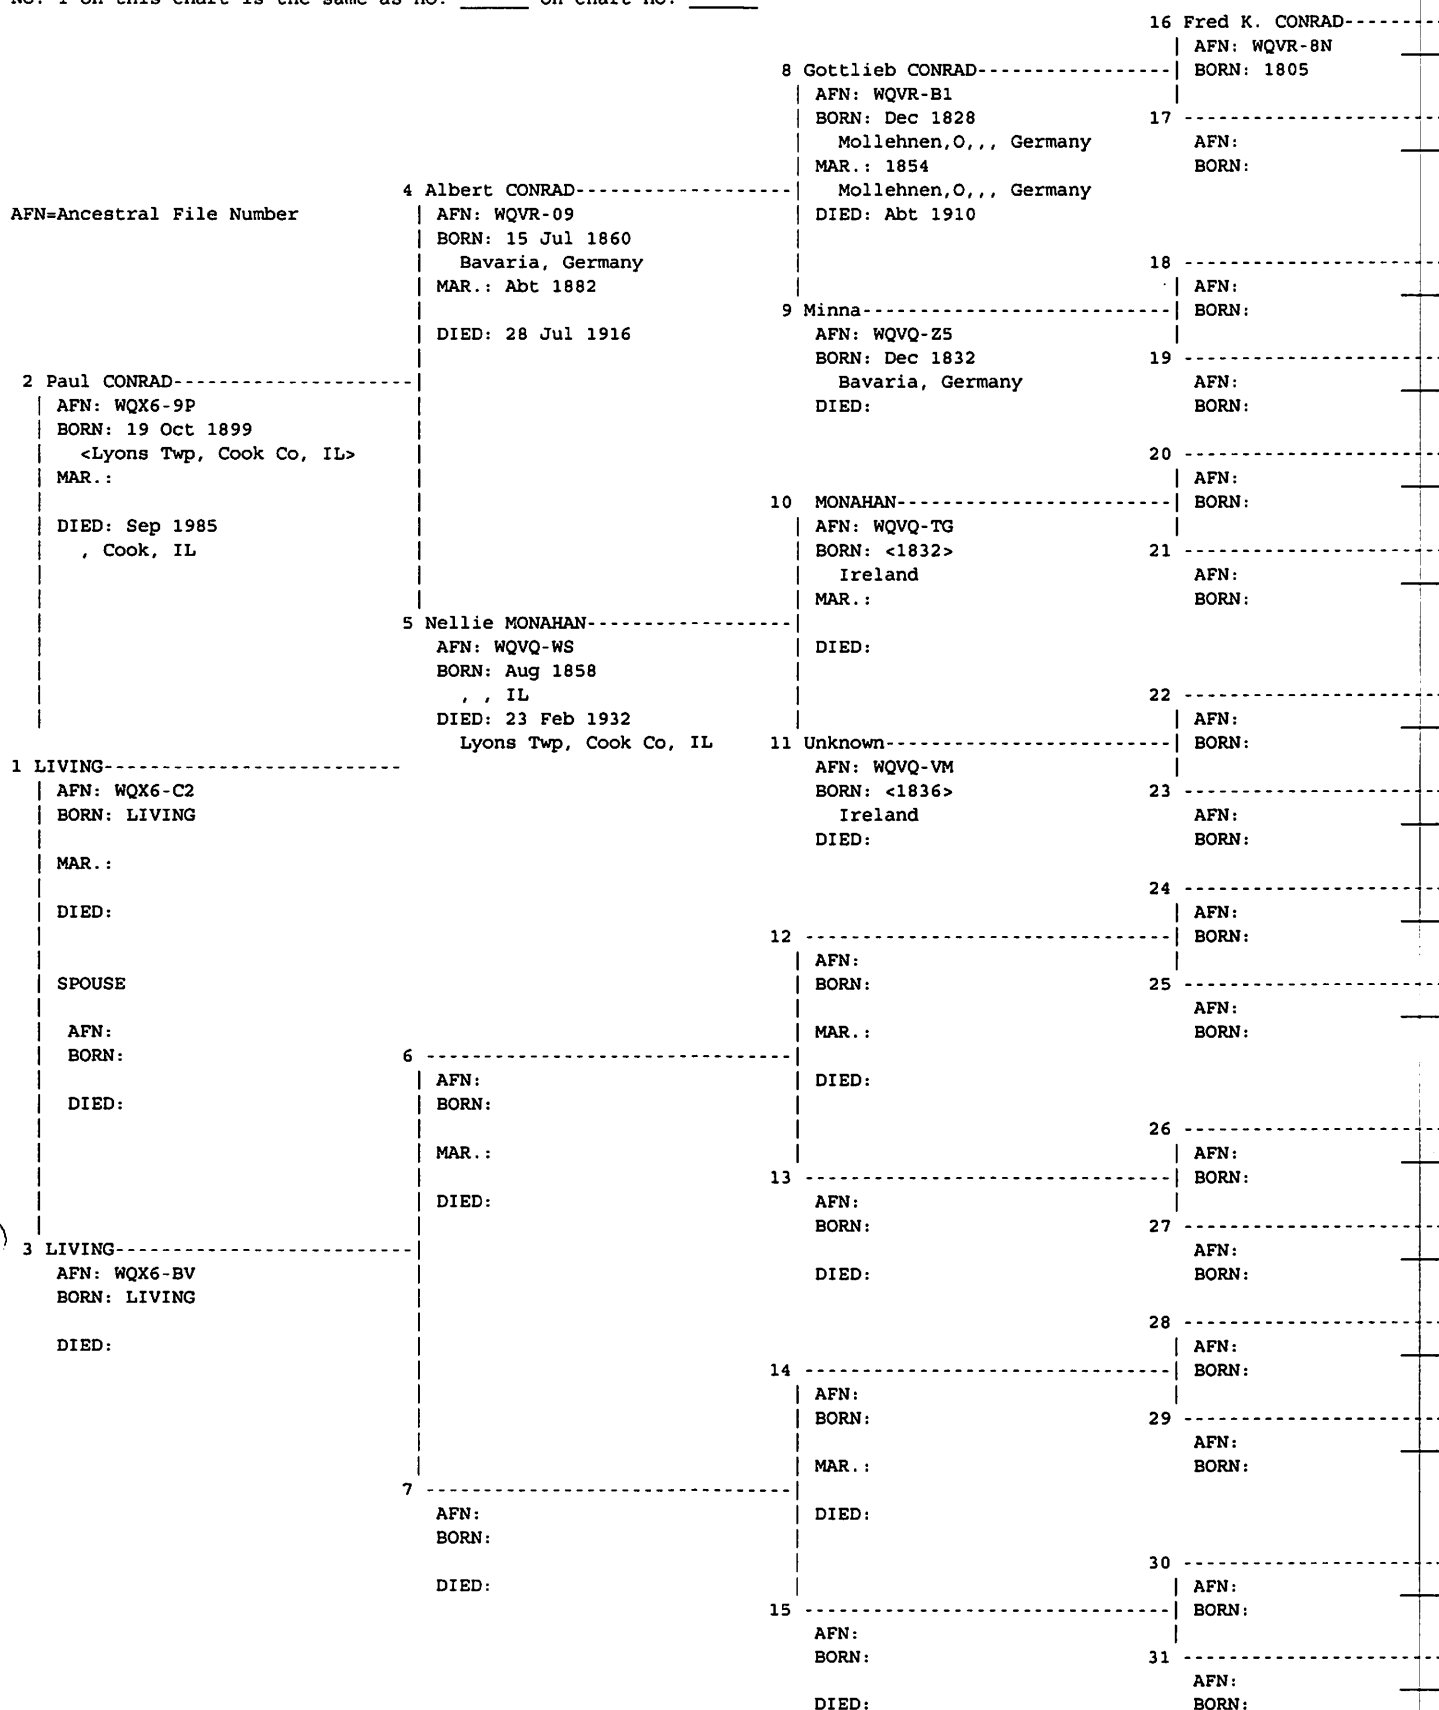 No. 1 on this chart is the same as no. ______ on chart no. ______
16 Fred K. CONRAD
AFN: WQVR-8N
BORN: 1805
8 Gottlieb CONRAD
AFN: WQVR-B1
BORN: Dec 1828
Mollehnen,O,,, Germany
MAR.: 1854
Mollehnen,O,,, Germany
DIED: Abt 1910
17
AFN:
BORN:
4 Albert CONRAD
AFN: WQVR-09
BORN: 15 Jul 1860
Bavaria, Germany
MAR.: Abt 1882
DIED: 28 Jul 1916
AFN=Ancestral File Number
18
AFN:
BORN:
9 Minna
AFN: WQVQ-Z5
BORN: Dec 1832
Bavaria, Germany
DIED:
19
AFN:
BORN:
2 Paul CONRAD
AFN: WQX6-9P
BORN: 19 Oct 1899
<Lyons Twp, Cook Co, IL>
MAR.:
DIED: Sep 1985
, Cook, IL
20
AFN:
BORN:
10 MONAHAN
AFN: WQVQ-TG
BORN: <1832>
Ireland
MAR.:
DIED:
21
AFN:
BORN:
5 Nellie MONAHAN
AFN: WQVQ-WS
BORN: Aug 1858
, , IL
DIED: 23 Feb 1932
Lyons Twp, Cook Co, IL
22
AFN:
BORN:
11 Unknown
AFN: WQVQ-VM
BORN: <1836>
Ireland
DIED:
23
AFN:
BORN:
1 LIVING
AFN: WQX6-C2
BORN: LIVING
MAR.:
DIED:
SPOUSE
AFN:
BORN:
DIED:
24
AFN:
BORN:
12
AFN:
BORN:
MAR.:
DIED:
25
AFN:
BORN:
6
AFN:
BORN:
MAR.:
DIED:
26
AFN:
BORN:
13
AFN:
BORN:
DIED:
27
AFN:
BORN:
3 LIVING
AFN: WQX6-BV
BORN: LIVING
DIED:
28
AFN:
BORN:
14
AFN:
BORN:
MAR.:
DIED:
29
AFN:
BORN:
7
AFN:
BORN:
DIED:
30
AFN:
BORN:
15
AFN:
BORN:
DIED:
31
AFN:
BORN: